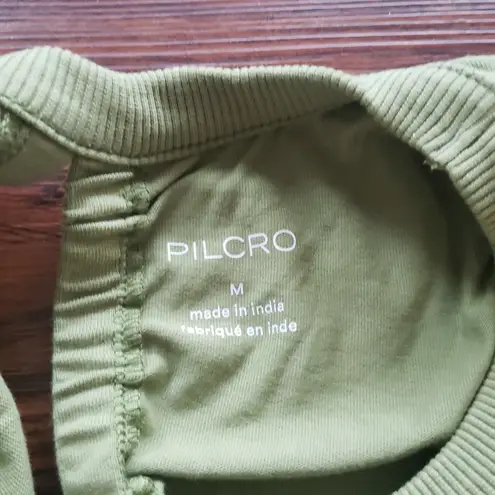 PILCRO
M
made in india
fabriqué en inde